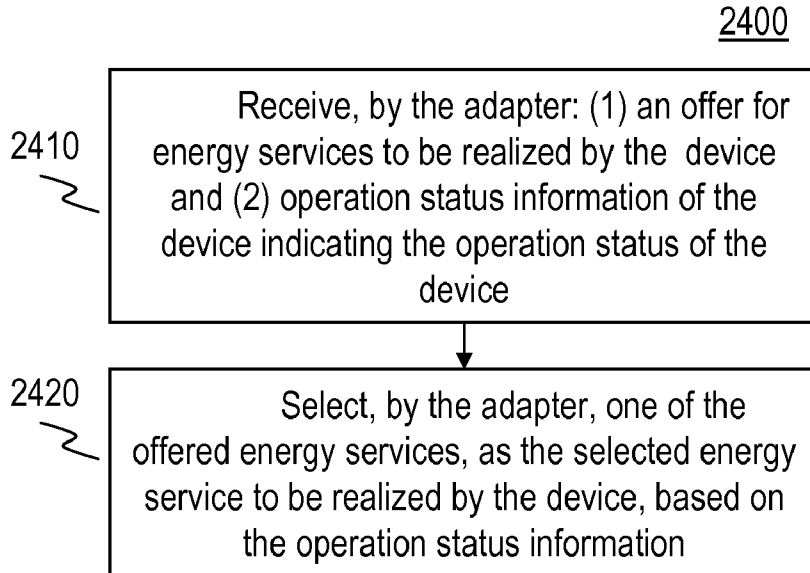 2400
2410
Receive, by the adapter: (1) an offer for
energy services to be realized by the device
and (2) operation status information of the
device indicating the operation status of the
device
2420
Select, by the adapter, one of the
offered energy services, as the selected energy
service to be realized by the device, based on
the operation status information